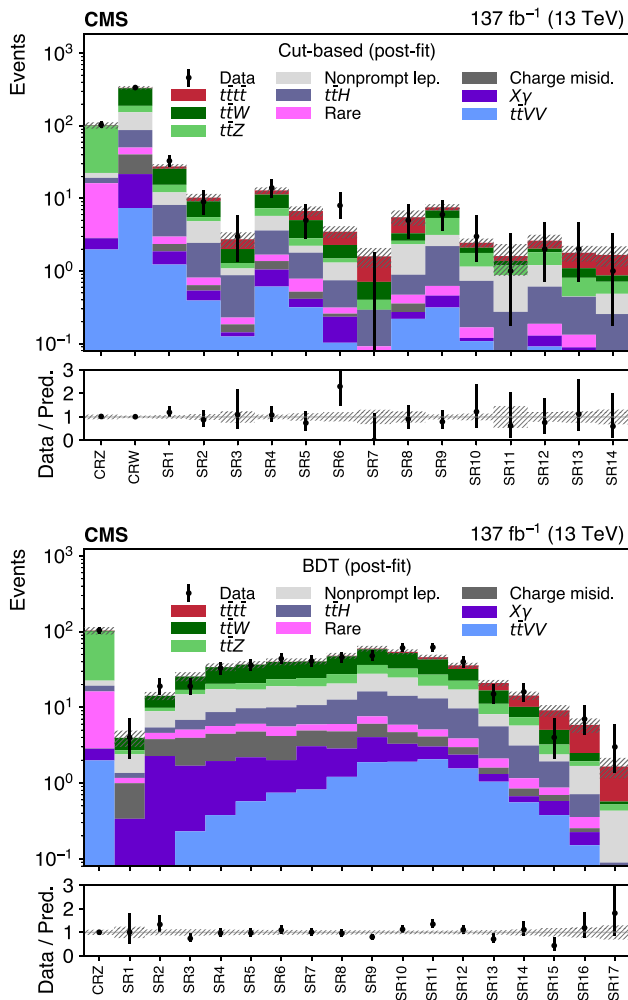 CMS 137 fb⁻¹ (13 TeV)
Cut-based (post-fit)
Data Nonprompt lep. Charge misid.
tt̄tt̄ tt̄H Xγ
tt̄W Rare tt̄VV
tt̄Z
Events
10³
10²
10¹
10⁰
10⁻¹
Data / Pred.
3
2
1
0
CRZ CRW SR1 SR2 SR3 SR4 SR5 SR6 SR7 SR8 SR9 SR10 SR11 SR12 SR13 SR14
CMS 137 fb⁻¹ (13 TeV)
BDT (post-fit)
Data Nonprompt lep. Charge misid.
tt̄tt̄ tt̄H Xγ
tt̄W Rare tt̄VV
tt̄Z
Events
10³
10²
10¹
10⁰
10⁻¹
Data / Pred.
3
2
1
0
CRZ SR1 SR2 SR3 SR4 SR5 SR6 SR7 SR8 SR9 SR10 SR11 SR12 SR13 SR14 SR15 SR16 SR17